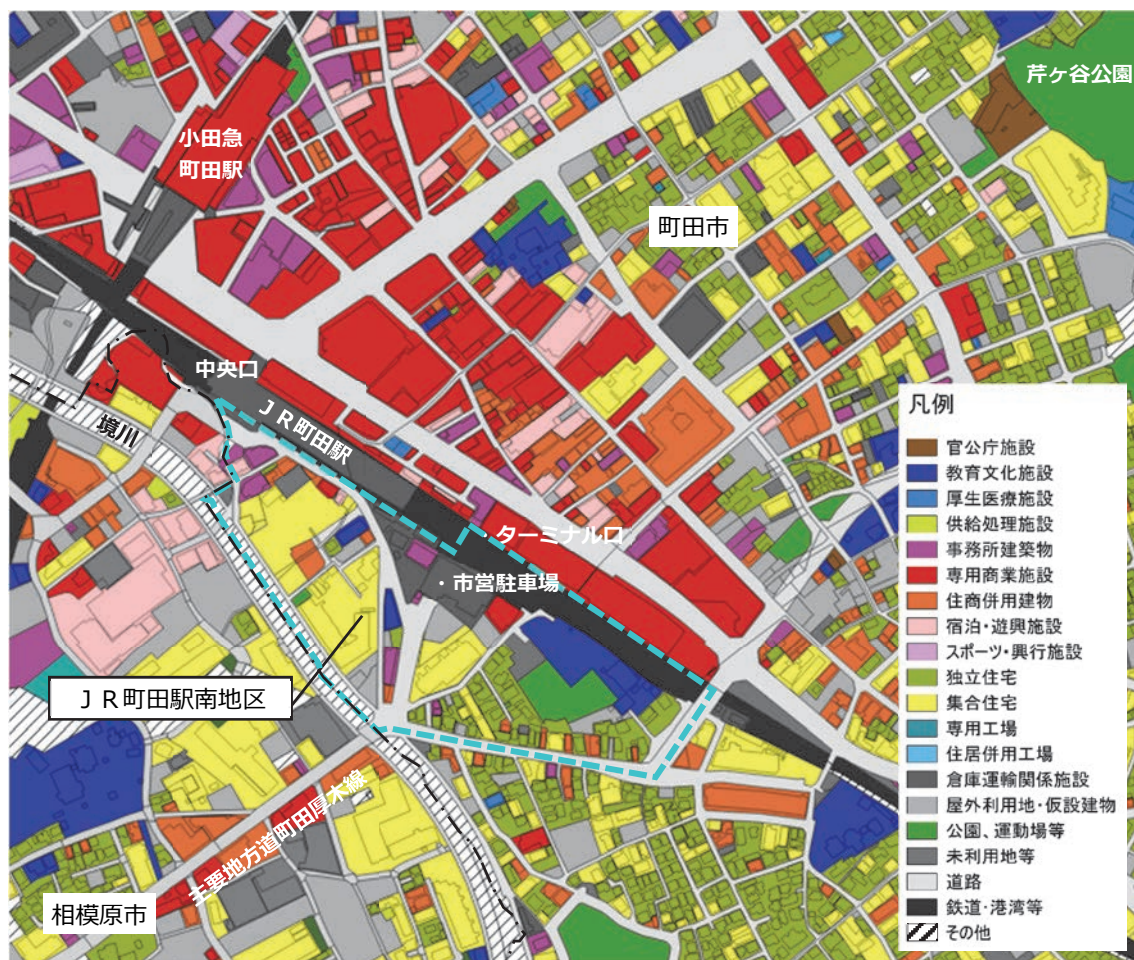 芹ヶ谷公園
小田急
町田駅
町田市
中央口
JR町田駅
境川
ターミナル口
・市営駐車場
JR町田駅南地区
主要地方道町田厚木線
相模原市
凡例
官公庁施設
教育文化施設
厚生医療施設
供給処理施設
事務所建築物
専用商業施設
住商併用建物
宿泊・遊興施設
スポーツ・興行施設
独立住宅
集合住宅
専用工場
住居併用工場
倉庫運輸関係施設
屋外利用地・仮設建物
公園、運動場等
未利用地等
道路
鉄道・港湾等
その他